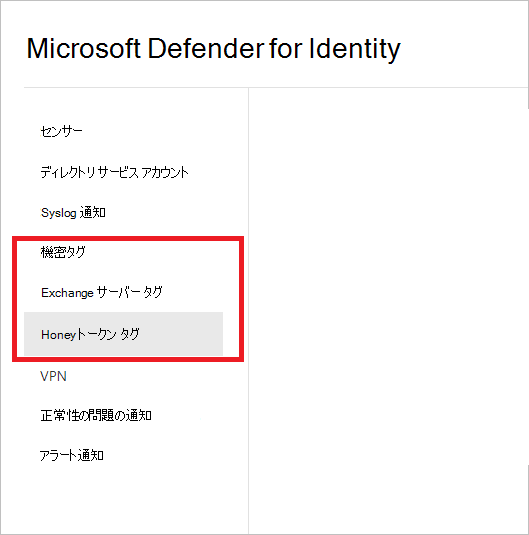 Microsoft Defender for Identity
センサー
ディレクトリ サービス アカウント
Syslog 通知
機密タグ
Exchange サーバー タグ
Honeyトークン タグ
VPN
正常性の問題の通知
アラート通知